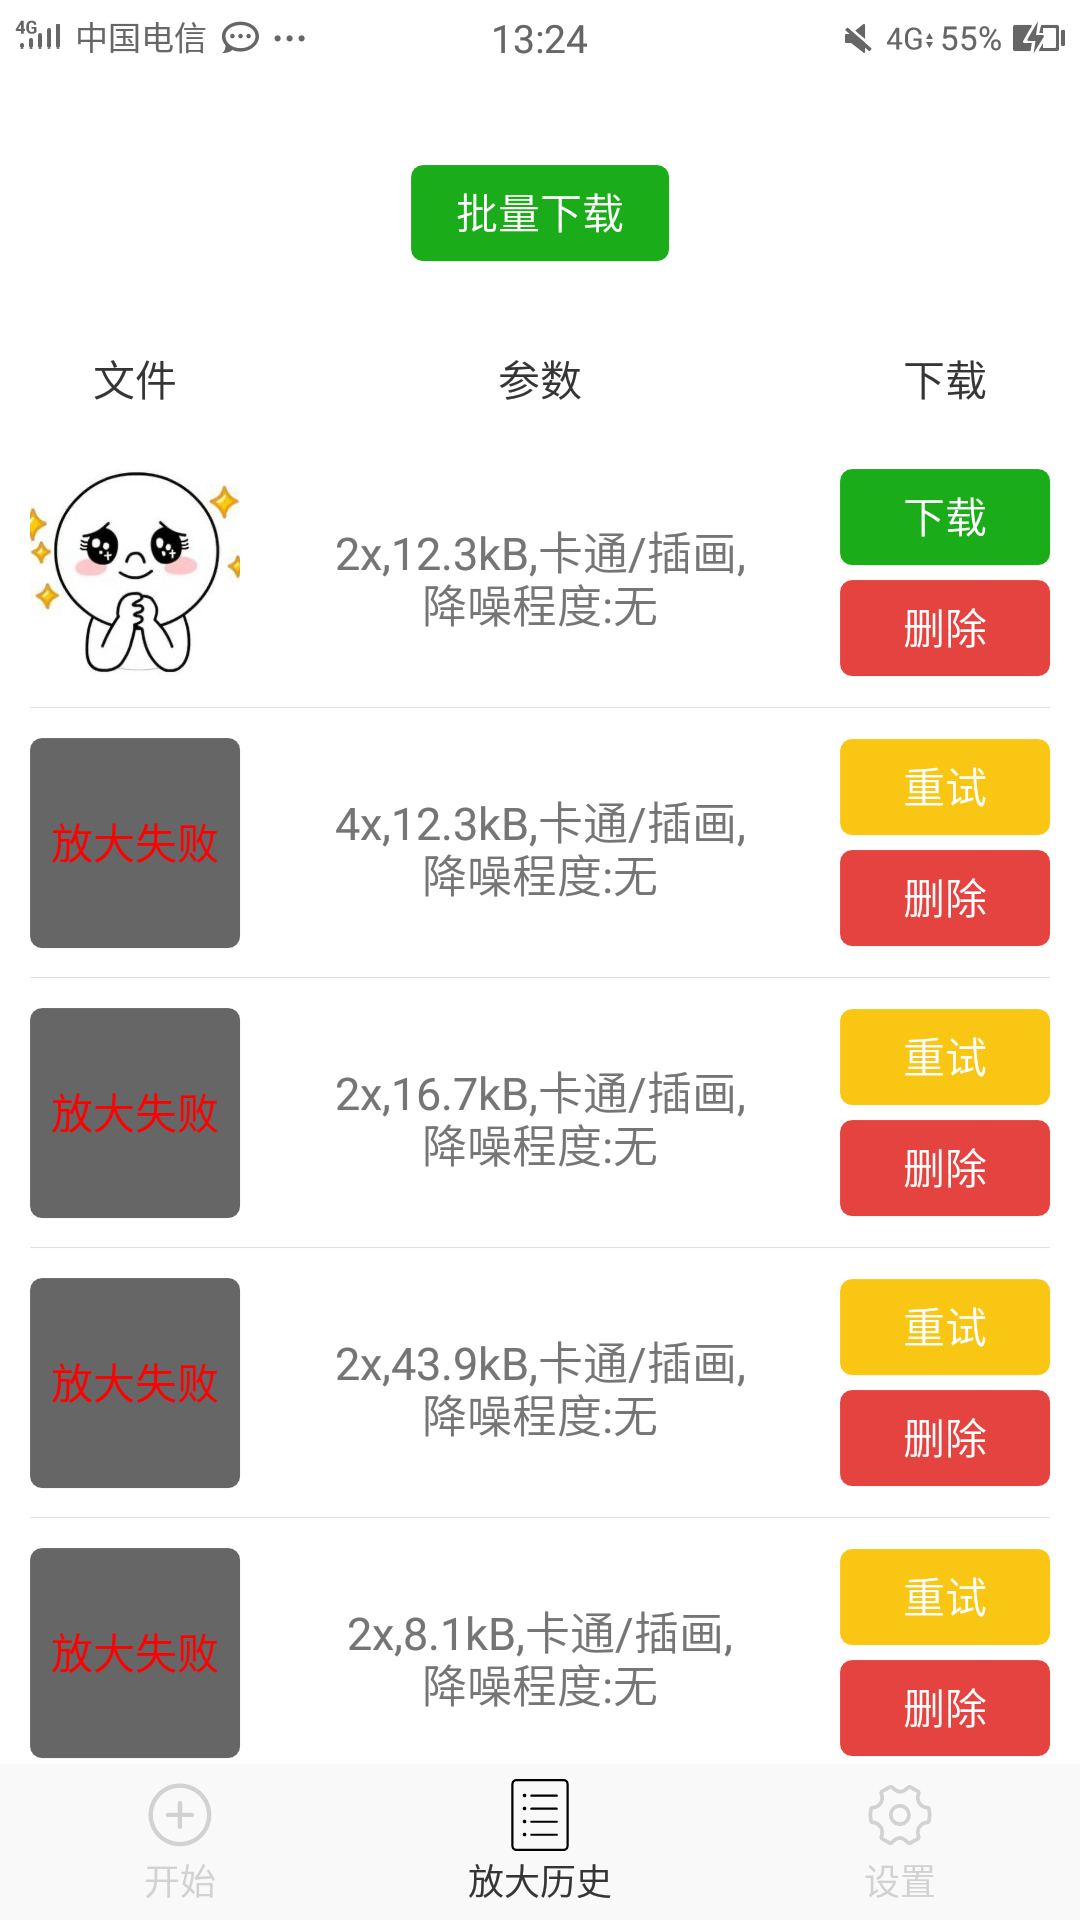 4G 中国电信 13:24 4G 55%
批量下载
文件 参数 下载
2x,12.3kB,卡通/插画,
降噪程度:无
下载
删除
放大失败
4x,12.3kB,卡通/插画,
降噪程度:无
重试
删除
放大失败
2x,16.7kB,卡通/插画,
降噪程度:无
重试
删除
放大失败
2x,43.9kB,卡通/插画,
降噪程度:无
重试
删除
放大失败
2x,8.1kB,卡通/插画,
降噪程度:无
重试
删除
开始 放大历史 设置